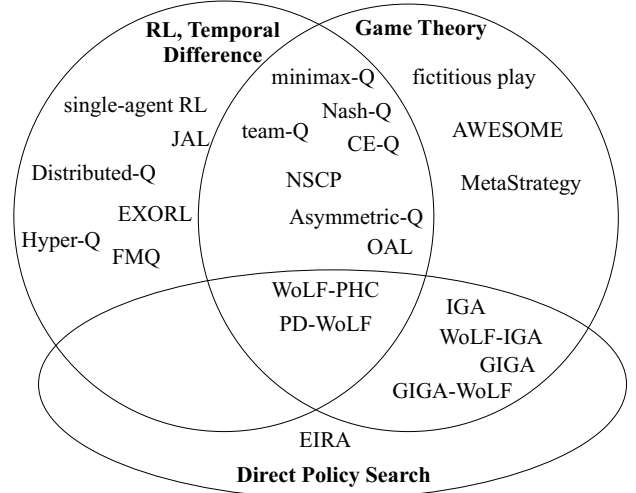 RL, Temporal
Difference
Game Theory
minimax-Q
fictitious play
single-agent RL
Nash-Q
team-Q
AWESOME
JAL
CE-Q
Distributed-Q
NSCP
MetaStrategy
EXORL
Asymmetric-Q
Hyper-Q
OAL
FMQ
WoLF-PHC
IGA
PD-WoLF
WoLF-IGA
GIGA
GIGA-WoLF
EIRA
Direct Policy Search